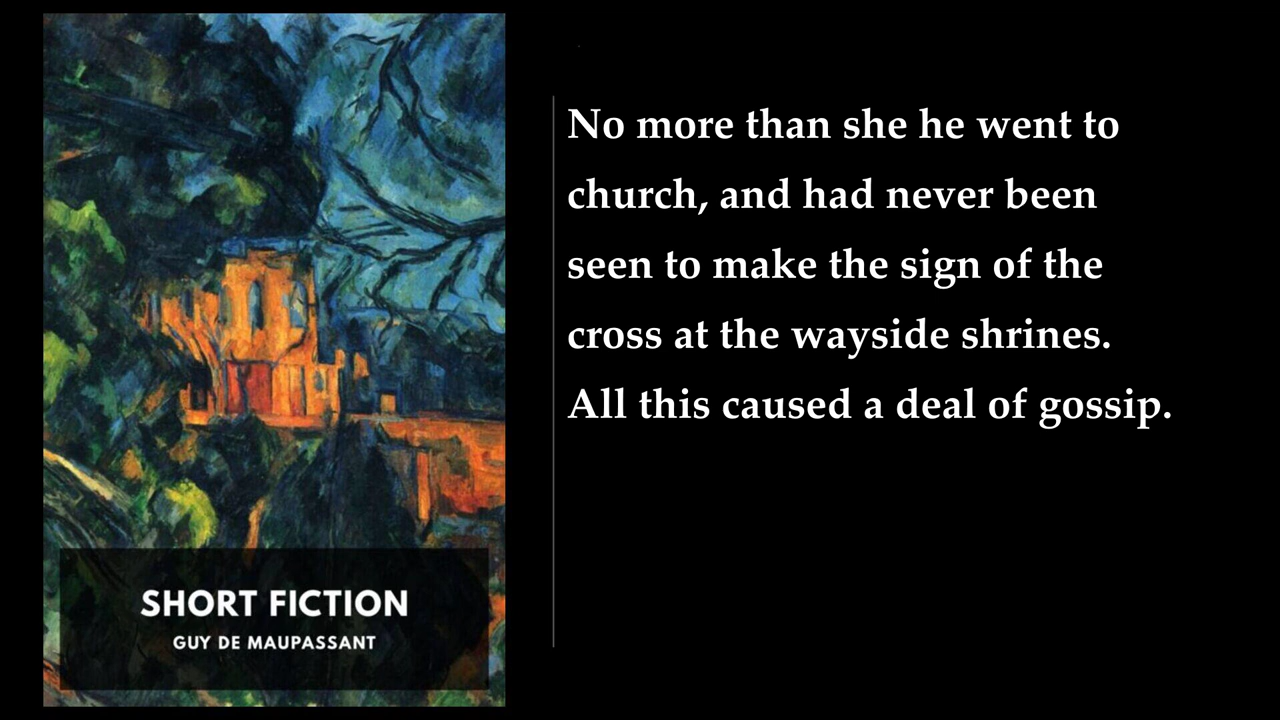 No more than she he went to
church, and had never been
seen to make the sign of the
cross at the wayside shrines.
All this caused a deal of gossip.
SHORT FICTION
GUY DE MAUPASSANT